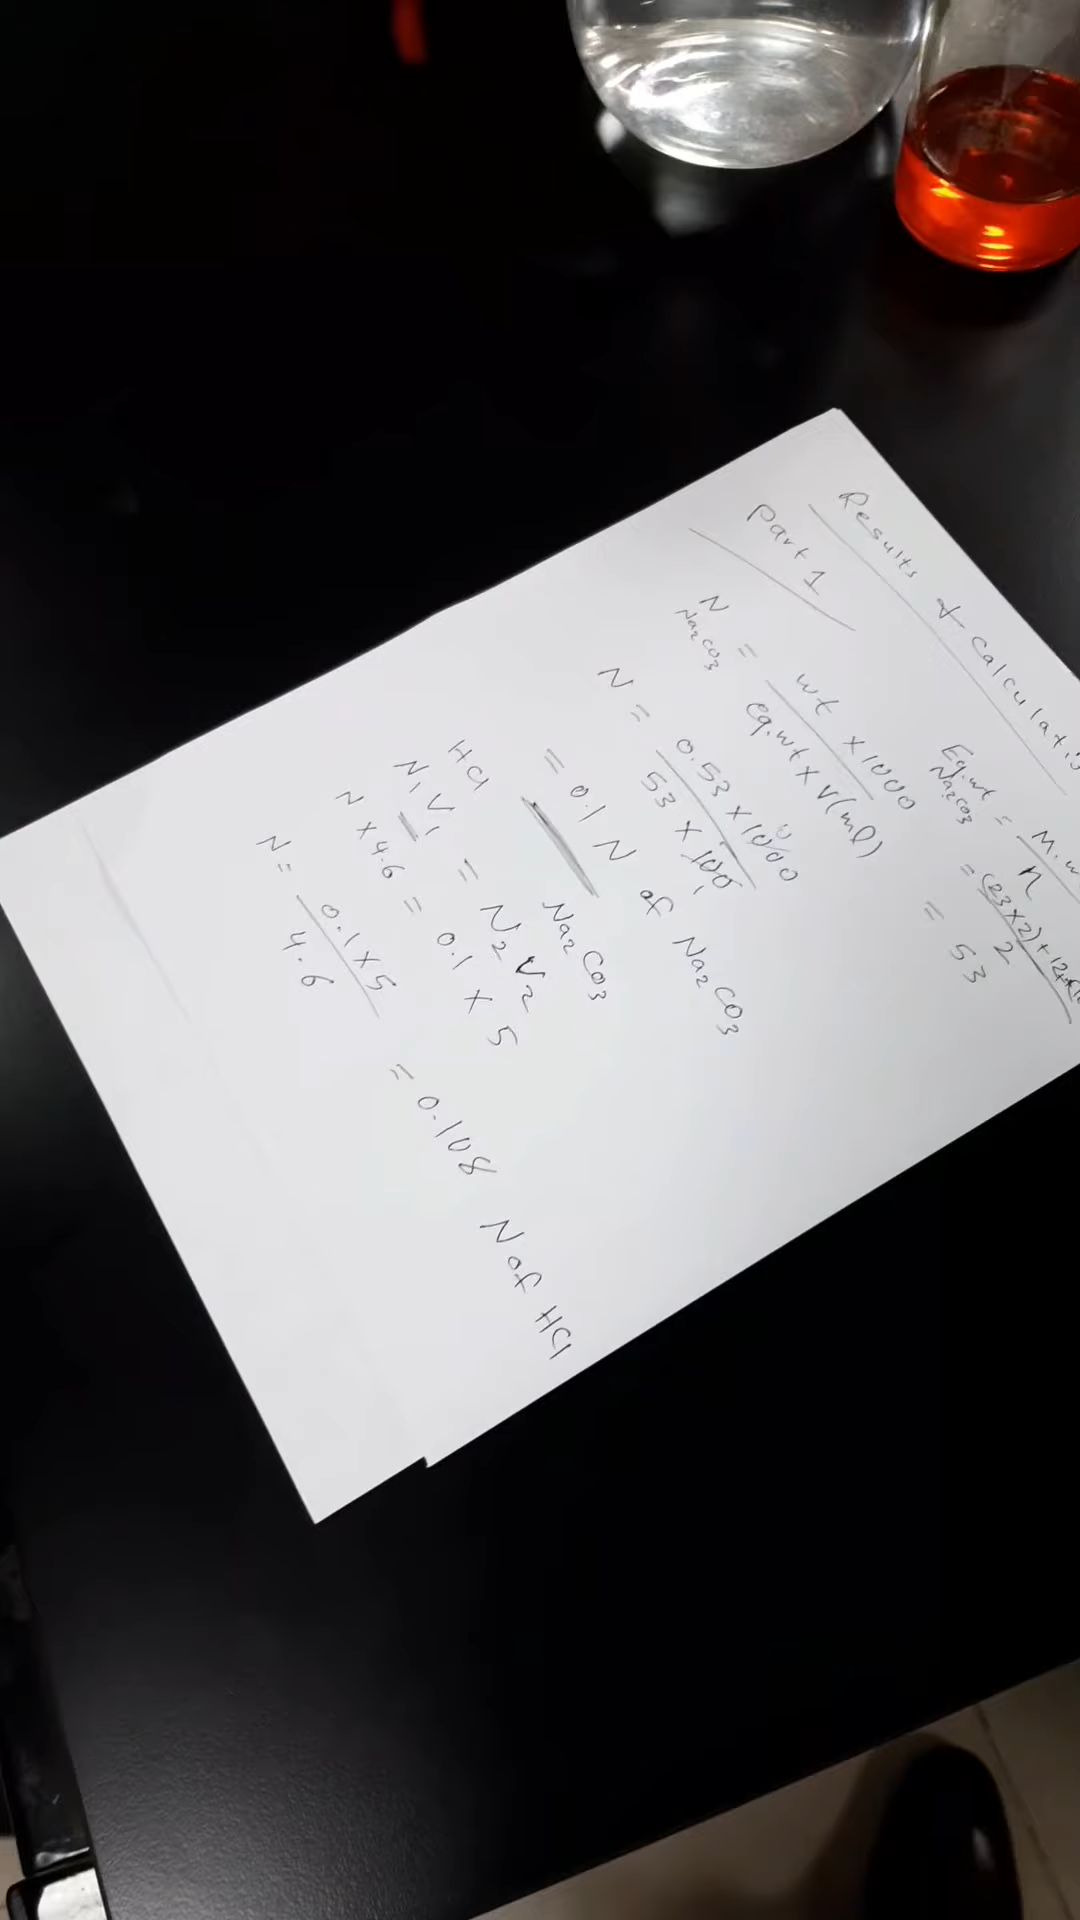 Results & Calculatis
Part 1
N Na2CO3 = wt × 1000 / eq.wt × V(ml)
Eq.wt Na2CO3 = M.w / n
= (23×2)+12+ / 2
= 53
N = 0.53 × 1000 / 53 × 100
= 0.1 N of Na2CO3
HCl Na2CO3
N1V1 = N2V2
N × 4.6 = 0.1 × 5
N = 0.1×5 / 4.6 = 0.108 N of HCl